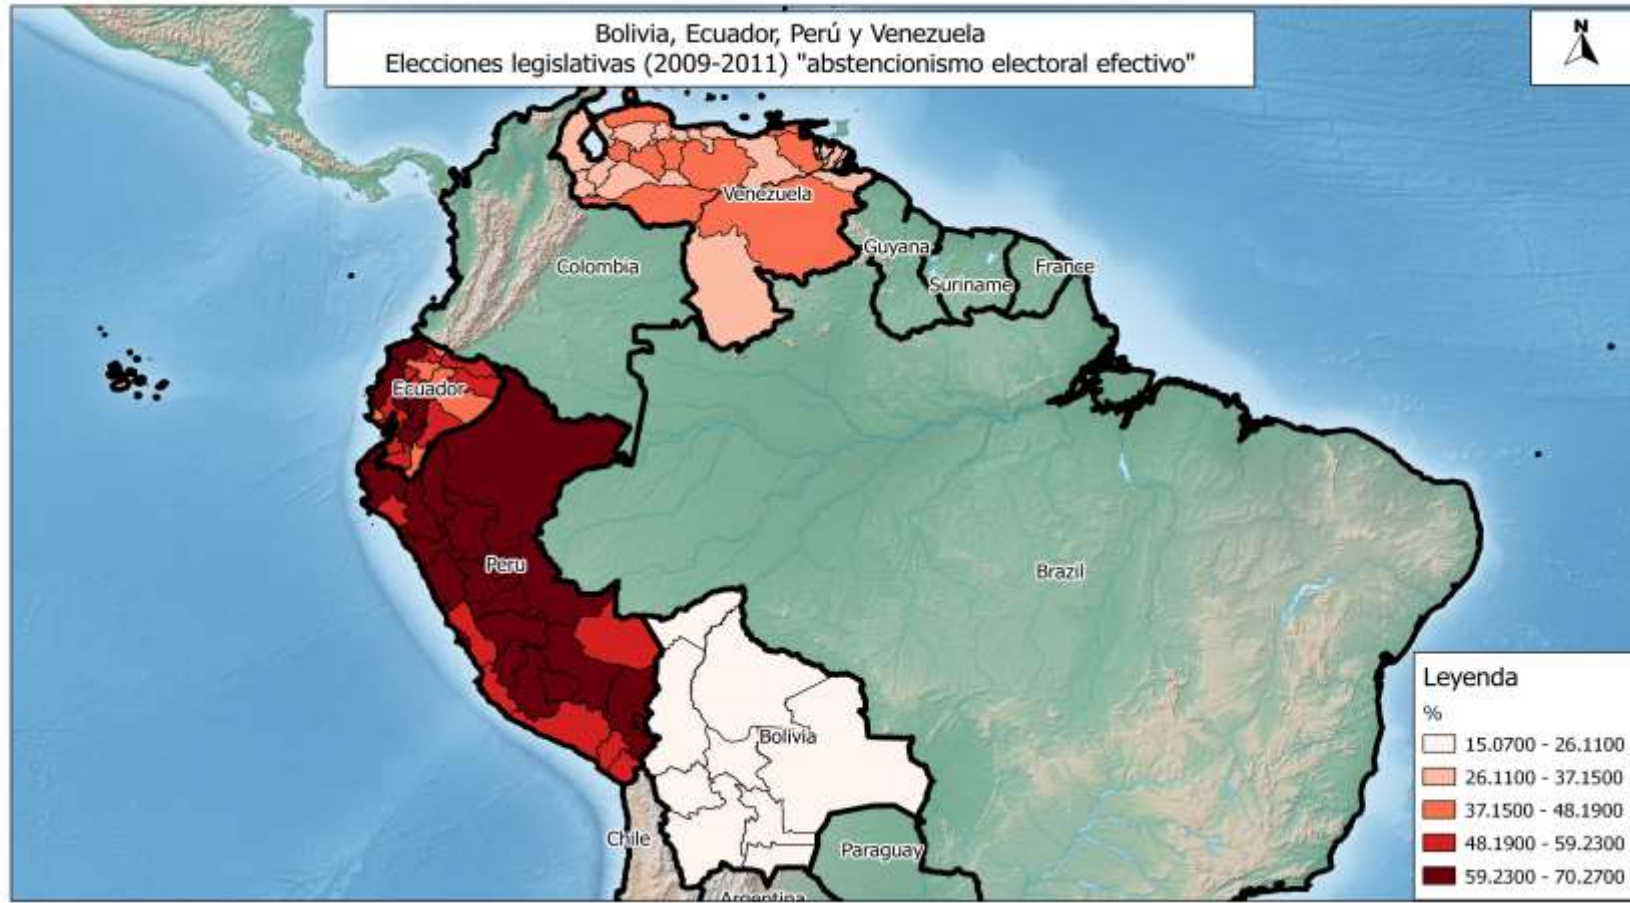 Bolivia, Ecuador, Perú y Venezuela
Elecciones legislativas (2009-2011) "abstencionismo electoral efectivo"
N
Venezuela
Guyana
Colombia
France
Suriname
Ecuador
Peru
Brazil
Bolivia
Chile
Paraguay
Argentina
Leyenda
%
15.0700 - 26.1100
26.1100 - 37.1500
37.1500 - 48.1900
48.1900 - 59.2300
59.2300 - 70.2700